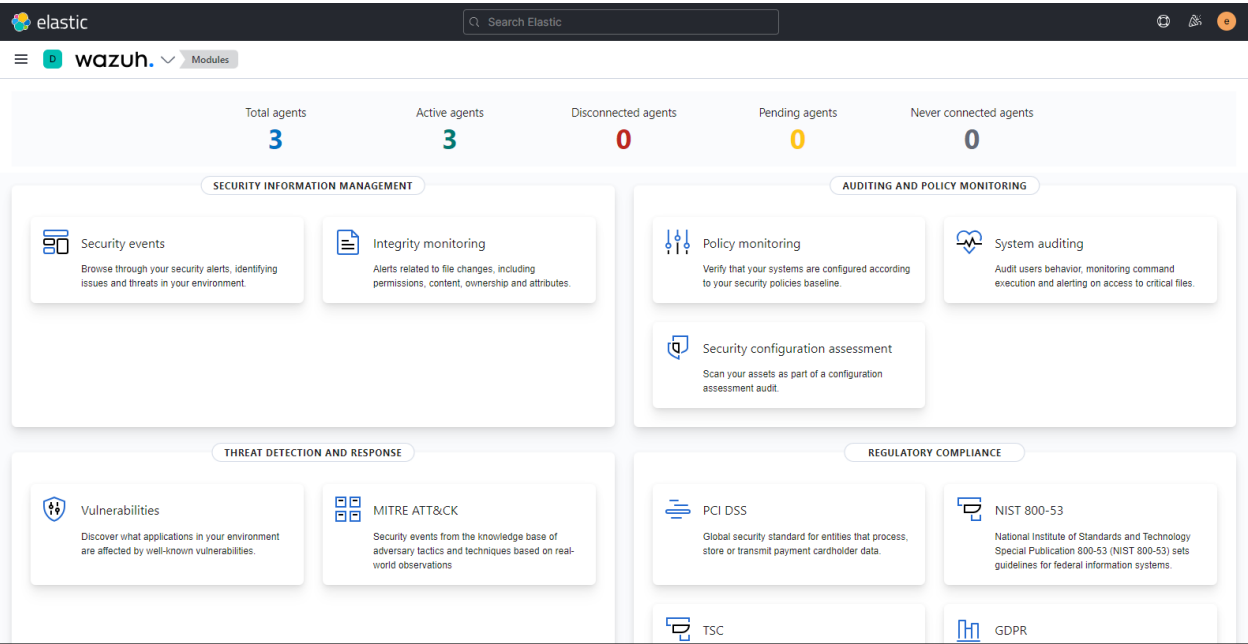 elastic
Search Elastic
e
D
wazuh.
Modules
Total agents
3
Active agents
3
Disconnected agents
0
Pending agents
0
Never connected agents
0
SECURITY INFORMATION MANAGEMENT
Security events
Browse through your security alerts, identifying
issues and threats in your environment.
Integrity monitoring
Alerts related to file changes, including
permissions, content, ownership and attributes.
AUDITING AND POLICY MONITORING
Policy monitoring
Verify that your systems are configured according
to your security policies baseline.
System auditing
Audit users behavior, monitoring command
execution and alerting on access to critical files.
Security configuration assessment
Scan your assets as part of a configuration
assessment audit.
THREAT DETECTION AND RESPONSE
Vulnerabilities
Discover what applications in your environment
are affected by well-known vulnerabilities.
MITRE ATT&CK
Security events from the knowledge base of
adversary tactics and techniques based on real-
world observations
REGULATORY COMPLIANCE
PCI DSS
Global security standard for entities that process,
store or transmit payment cardholder data.
NIST 800-53
National Institute of Standards and Technology
Special Publication 800-53 (NIST 800-53) sets
guidelines for federal information systems.
TSC
GDPR